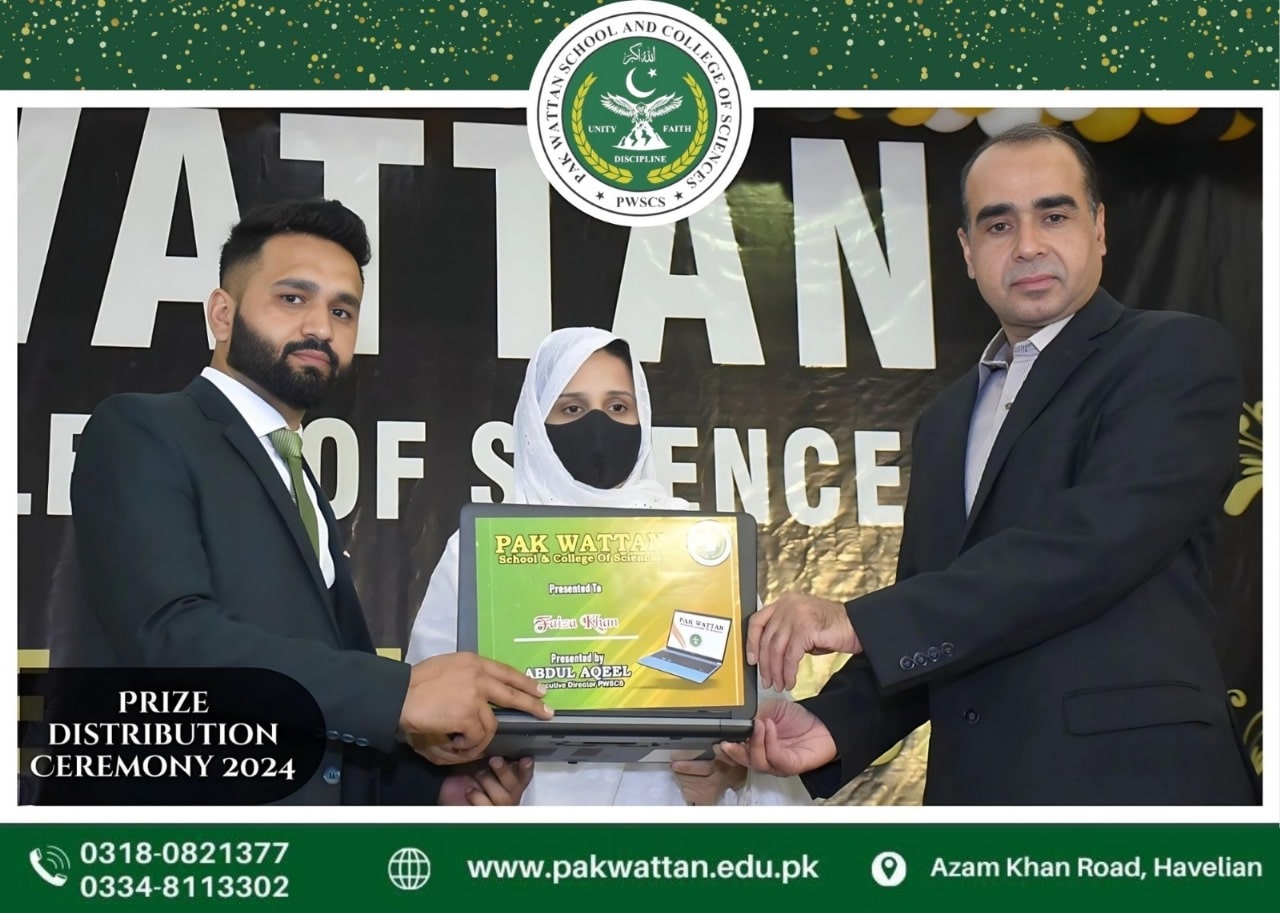 PAK WATTAN SCHOOL AND COLLEGE OF SCIENCES
الله اكبر
UNITY FAITH
DISCIPLINE
★ PWSCS ★
WATTAN
OF SCIENCE
PAK WATTAN
School & College Of Sciences
Presented To
Faiza Khan
PAK WATTAN
Presented by
ABDUL AQEEL
Executive Director PWSCS
PRIZE
DISTRIBUTION
CEREMONY 2024
0318-0821377
0334-8113302
www.pakwattan.edu.pk
Azam Khan Road, Havelian